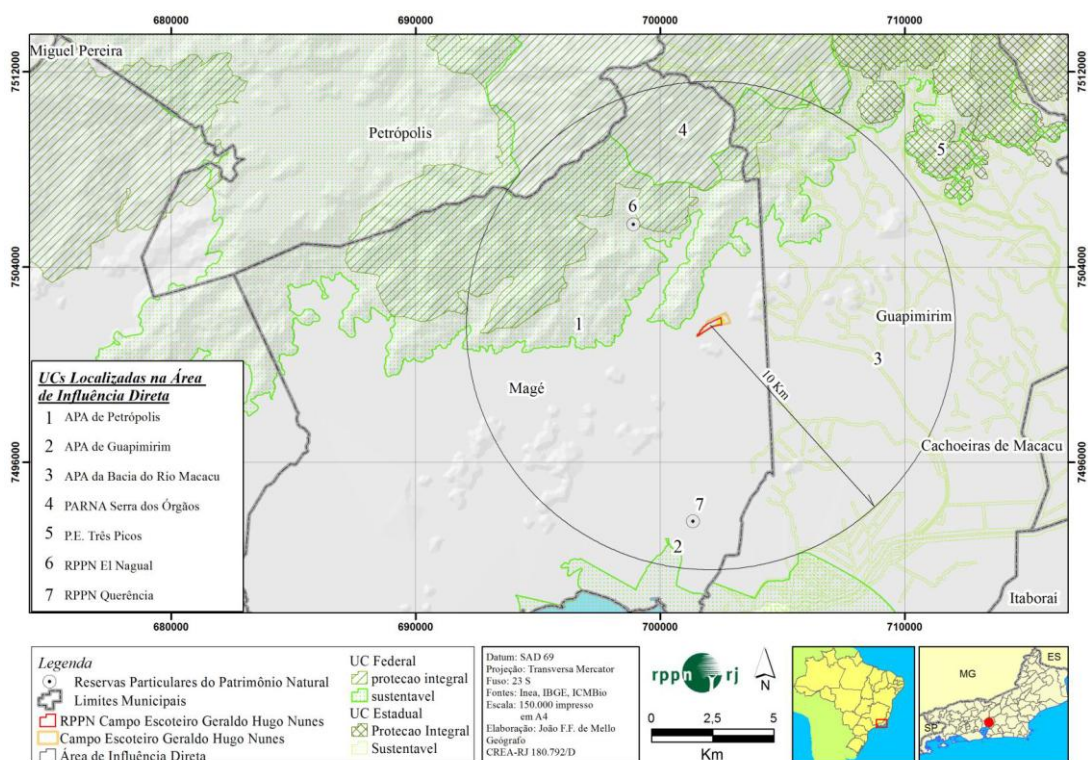 680000
690000
700000
710000
Miguel Pereira
7512000
7512000
Petrópolis
4
5
6
7504000
7504000
1
Guapimirim
3
10 Km
Magé
UCs Localizadas na Área
de Influência Direta
1 APA de Petrópolis
2 APA de Guapimirim
3 APA da Bacia do Rio Macacu
4 PARNA Serra dos Órgãos
5 P.E. Três Picos
6 RPPN El Nagual
7 RPPN Querência
Cachoeiras de Macacu
7496000
7496000
7
2
Itaboraí
680000
690000
700000
710000
Legenda
Reservas Particulares do Patrimônio Natural
Limites Municipais
RPPN Campo Escoteiro Geraldo Hugo Nunes
Campo Escoteiro Geraldo Hugo Nunes
Área de Influência Direta
UC Federal
proteção integral
sustentavel
UC Estadual
Protecao Integral
Sustentavel
Datum: SAD 69
Projeção: Transversa Mercator
Fuso: 23 S
Fontes: Inea, IBGE, ICMBio
Escala: 150.000 impresso
em A4
Elaboração: João F.F. de Mello
Geógrafo
CREA-RJ 180.792/D
rppn rj
N
0 2,5 5
Km
MG
ES
SP